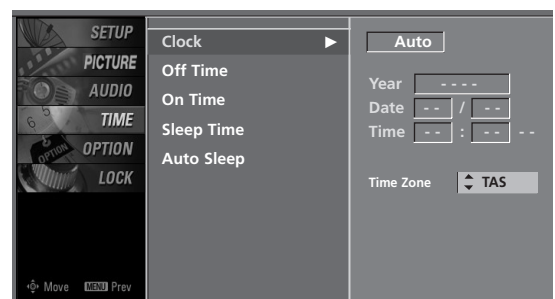 SETUP
PICTURE
AUDIO
TIME
OPTION
LOCK
Move MENU Prev
Clock
Off Time
On Time
Sleep Time
Auto Sleep
Auto
Year - - - -
Date - - / - -
Time - - : - - - -
Time Zone TAS